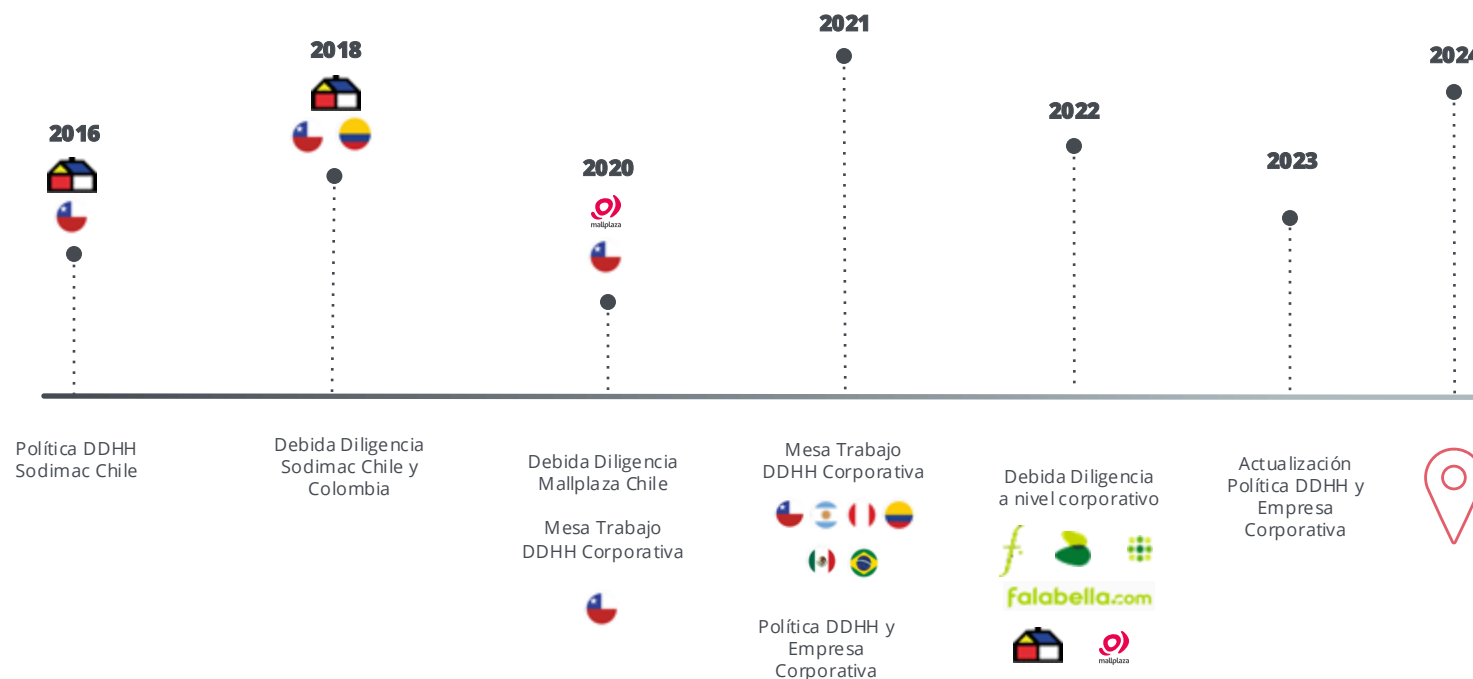 2016
2018
2020
mallplaza
2021
2022
2023
2024
Política DDHH
Sodimac Chile
Debida Diligencia
Sodimac Chile y
Colombia
Debida Diligencia
Mallplaza Chile
Mesa Trabajo
DDHH Corporativa
Mesa Trabajo
DDHH Corporativa
Política DDHH y
Empresa
Corporativa
Debida Diligencia
a nivel corporativo
f.
falabella.com
mallplaza
Actualización
Política DDHH y
Empresa
Corporativa